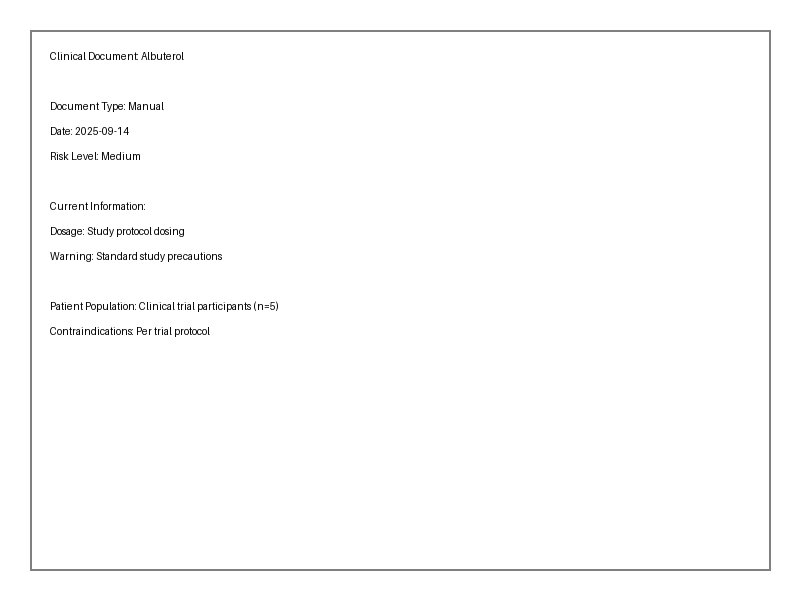 Clinical Document: Albuterol
Document Type: Manual
Date: 2025-09-14
Risk Level: Medium
Current Information:
Dosage: Study protocol dosing
Warning: Standard study precautions
Patient Population: Clinical trial participants (n=5)
Contraindications: Per trial protocol